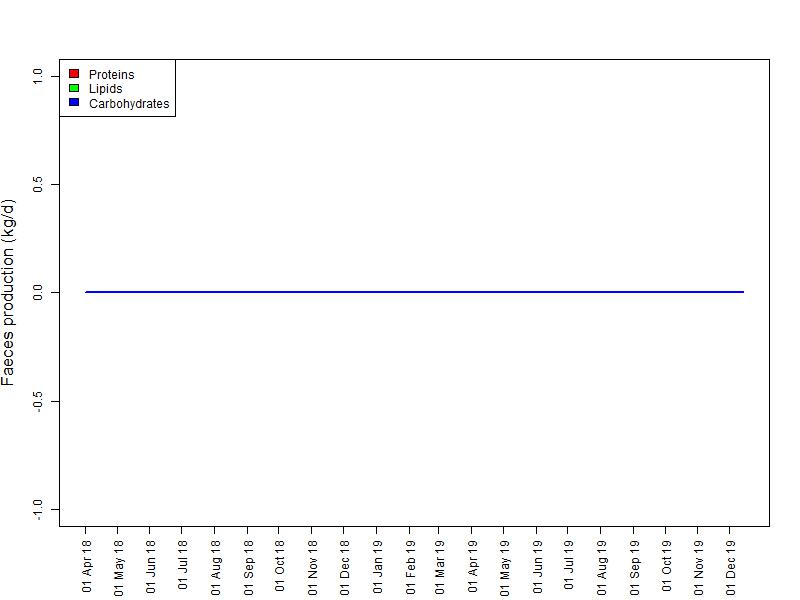 Proteins
Lipids
Carbohydrates
Faeces production (kg/d)
1.0
0.5
0.0
-0.5
-1.0
01 Apr 18
01 May 18
01 Jun 18
01 Jul 18
01 Aug 18
01 Sep 18
01 Oct 18
01 Nov 18
01 Dec 18
01 Jan 19
01 Feb 19
01 Mar 19
01 Apr 19
01 May 19
01 Jun 19
01 Jul 19
01 Aug 19
01 Sep 19
01 Oct 19
01 Nov 19
01 Dec 19